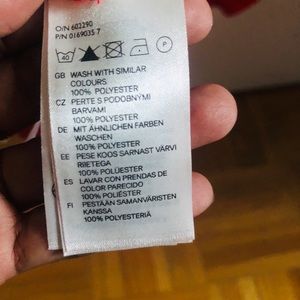 O/N 602290
P/N 0169035 7
40
P
GB WASH WITH SIMILAR
COLOURS
100% POLYESTER
CZ PERTE S PODOBNÝMI
BARVAMI
100% POLYESTER
DE MIT ÄHNLICHEN FARBEN
WASCHEN
100% POLYESTER
EE PESE KOOS SARNAST VÄRVI
RIIETEGA
100% POLÜESTER
ES LAVAR CON PRENDAS DE
COLOR PARECIDO
100% POLIÉSTER
FI PESTÄÄN SAMANVÄRISTEN
KANSSA
100% POLYESTERIÄ